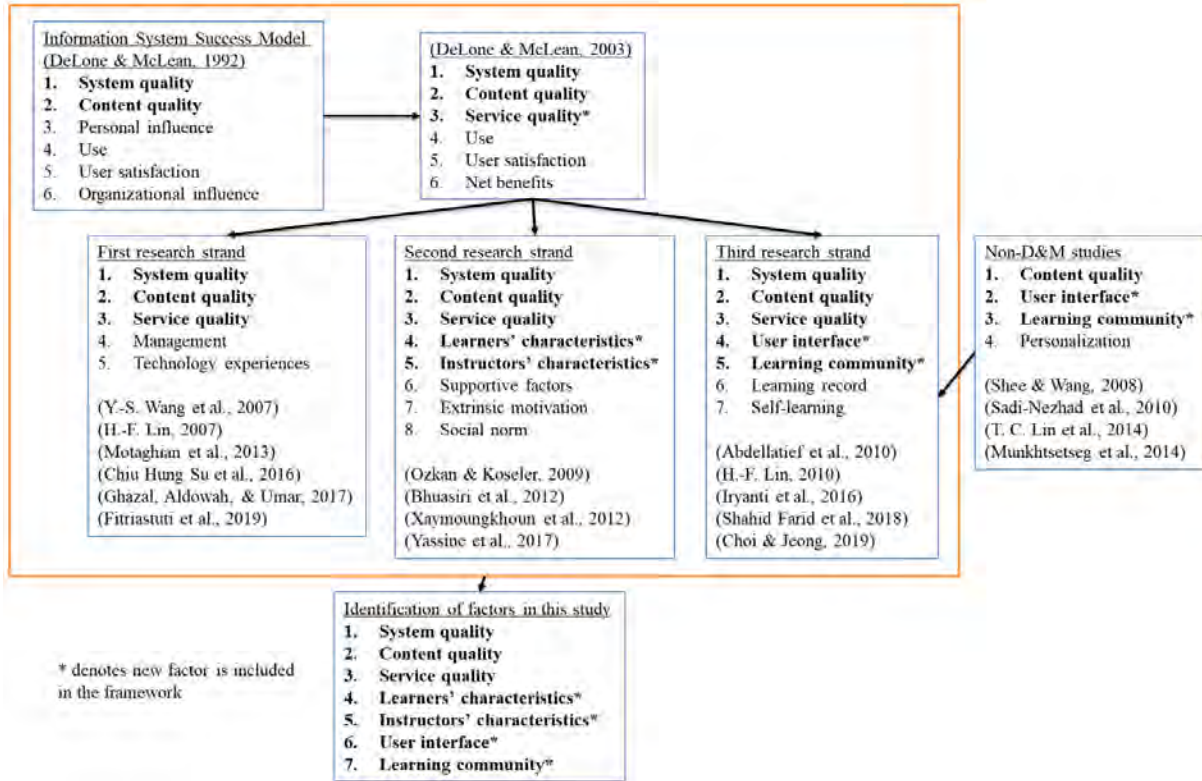 Information System Success Model
(DeLone & McLean, 1992)
1. System quality
2. Content quality
3. Personal influence
4. Use
5. User satisfaction
6. Organizational influence
(DeLone & McLean, 2003)
1. System quality
2. Content quality
3. Service quality*
4. Use
5. User satisfaction
6. Net benefits
First research strand
1. System quality
2. Content quality
3. Service quality
4. Management
5. Technology experiences
(Y.-S. Wang et al., 2007)
(H.-F. Lin, 2007)
(Motaghian et al., 2013)
(Chiu Hung Su et al., 2016)
(Ghazal, Aldowah, & Umar, 2017)
(Fitriastuti et al., 2019)
Second research strand
1. System quality
2. Content quality
3. Service quality
4. Learners' characteristics*
5. Instructors' characteristics*
6. Supportive factors
7. Extrinsic motivation
8. Social norm
(Ozkan & Koseler, 2009)
(Bhuasiri et al., 2012)
(Xaymoungkhoun et al., 2012)
(Yassine et al., 2017)
Third research strand
1. System quality
2. Content quality
3. Service quality
4. User interface*
5. Learning community*
6. Learning record
7. Self-learning
(Abdellatief et al., 2010)
(H.-F. Lin, 2010)
(Iryanti et al., 2016)
(Shahid Farid et al., 2018)
(Choi & Jeong, 2019)
Non-D&M studies
1. Content quality
2. User interface*
3. Learning community*
4. Personalization
(Shee & Wang, 2008)
(Sadi-Nezhad et al., 2010)
(T. C. Lin et al., 2014)
(Munkhtsetseg et al., 2014)
Identification of factors in this study
1. System quality
2. Content quality
3. Service quality
4. Learners' characteristics*
5. Instructors' characteristics*
6. User interface*
7. Learning community*
* denotes new factor is included
in the framework